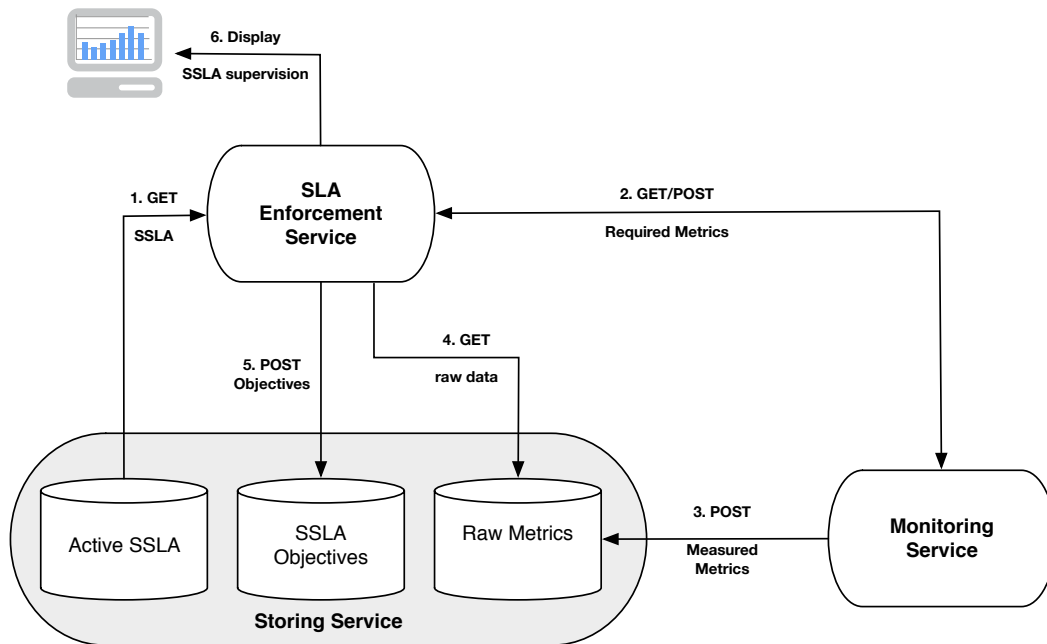 6. Display
SSLA supervision
SLA
Enforcement
Service
1. GET
SSLA
2. GET/POST
Required Metrics
4. GET
raw data
5. POST
Objectives
Active SSLA
SSLA
Objectives
Raw Metrics
3. POST
Measured
Metrics
Monitoring
Service
Storing Service